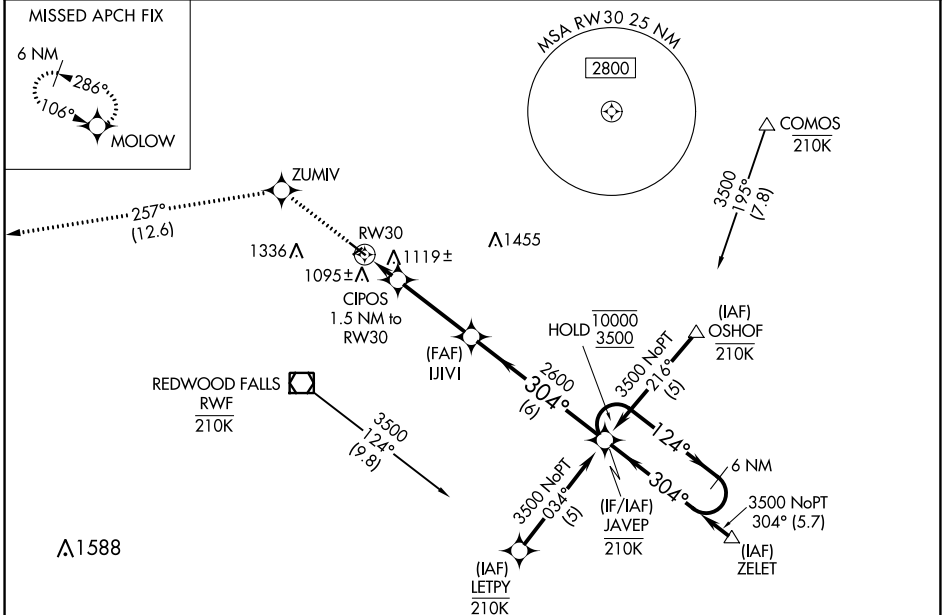 MISSED APCH FIX
6 NM
286°
106°
MOLOW
MSA RW30 25 NM
2800
COMOS
210K
3500
195°
(7.8)
ZUMIV
257°
(12.6)
RW30
1336
1119±
1095±
1455
CIPOS
1.5 NM to
RW30
(FAF)
IJIVI
HOLD
10000
3500
(IAF)
OSHOF
210K
3500 NoPT
216°
(5)
2600
304°
(6)
REDWOOD FALLS
RWF
210K
3500
124°
(9.8)
124°
6 NM
304°
3500 NoPT
304° (5.7)
3500 NoPT
034°
(5)
(IF/IAF)
JAVEP
210K
(IAF)
ZELET
(IAF)
LETPY
210K
1588